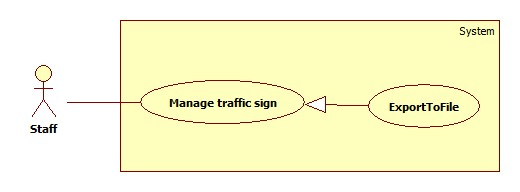 System
Manage traffic sign
ExportToFile
Staff